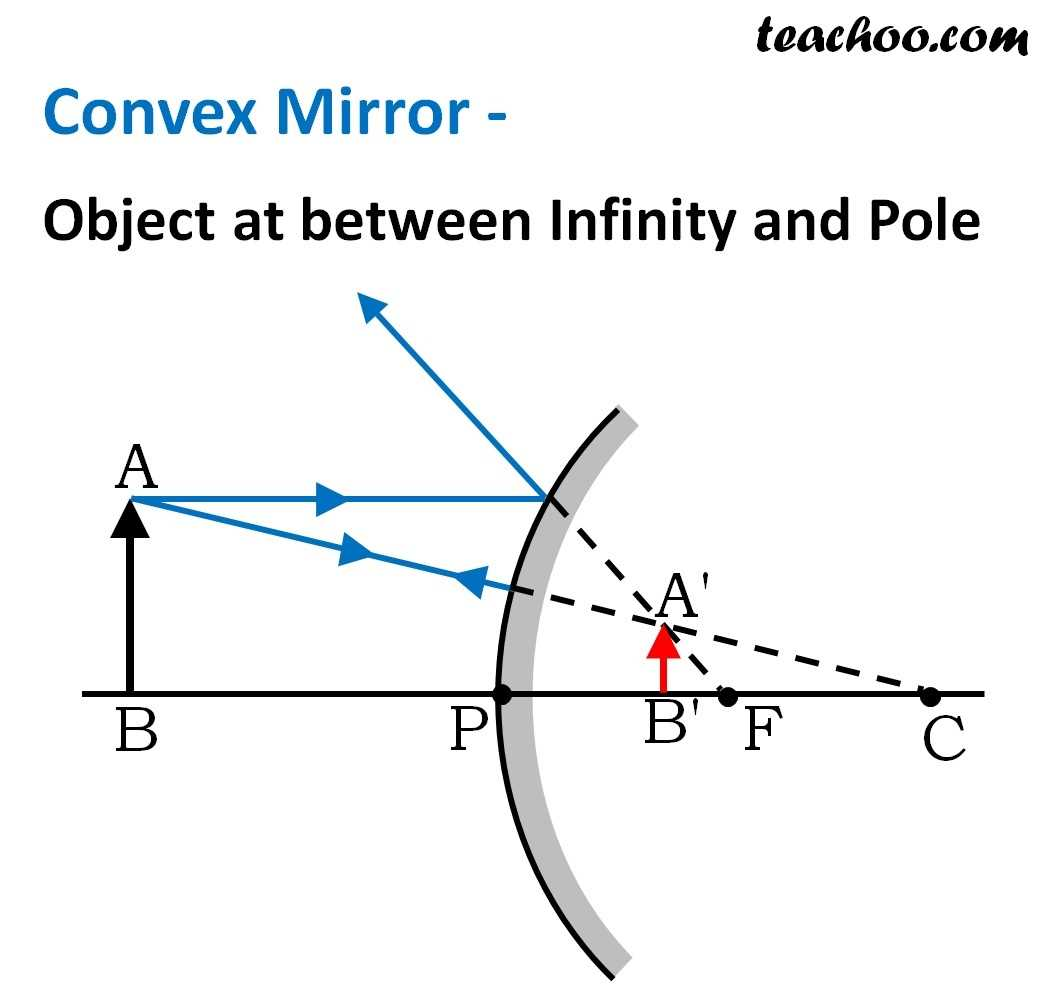 teachoo.com
Convex Mirror -
Object at between Infinity and Pole
A
A'
B
P
B'
F
C